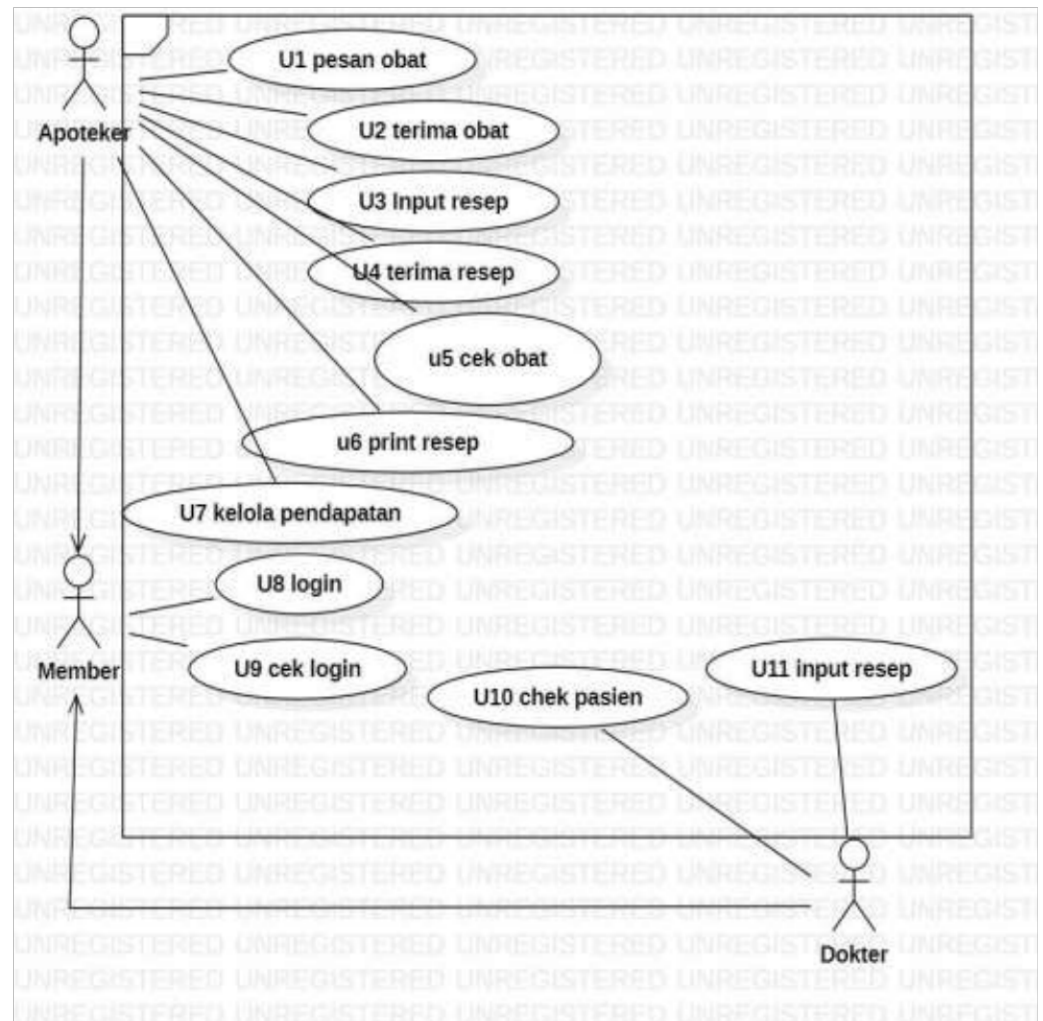 U1 pesan obat
U2 terima obat
Apoteker
U3 Input resep
U4 terima resep
u5 cek obat
u6 print resep
U7 kelola pendapatan
U8 login
Member
U9 cek login
U10 chek pasien
U11 input resep
Dokter
UNREGISTERED